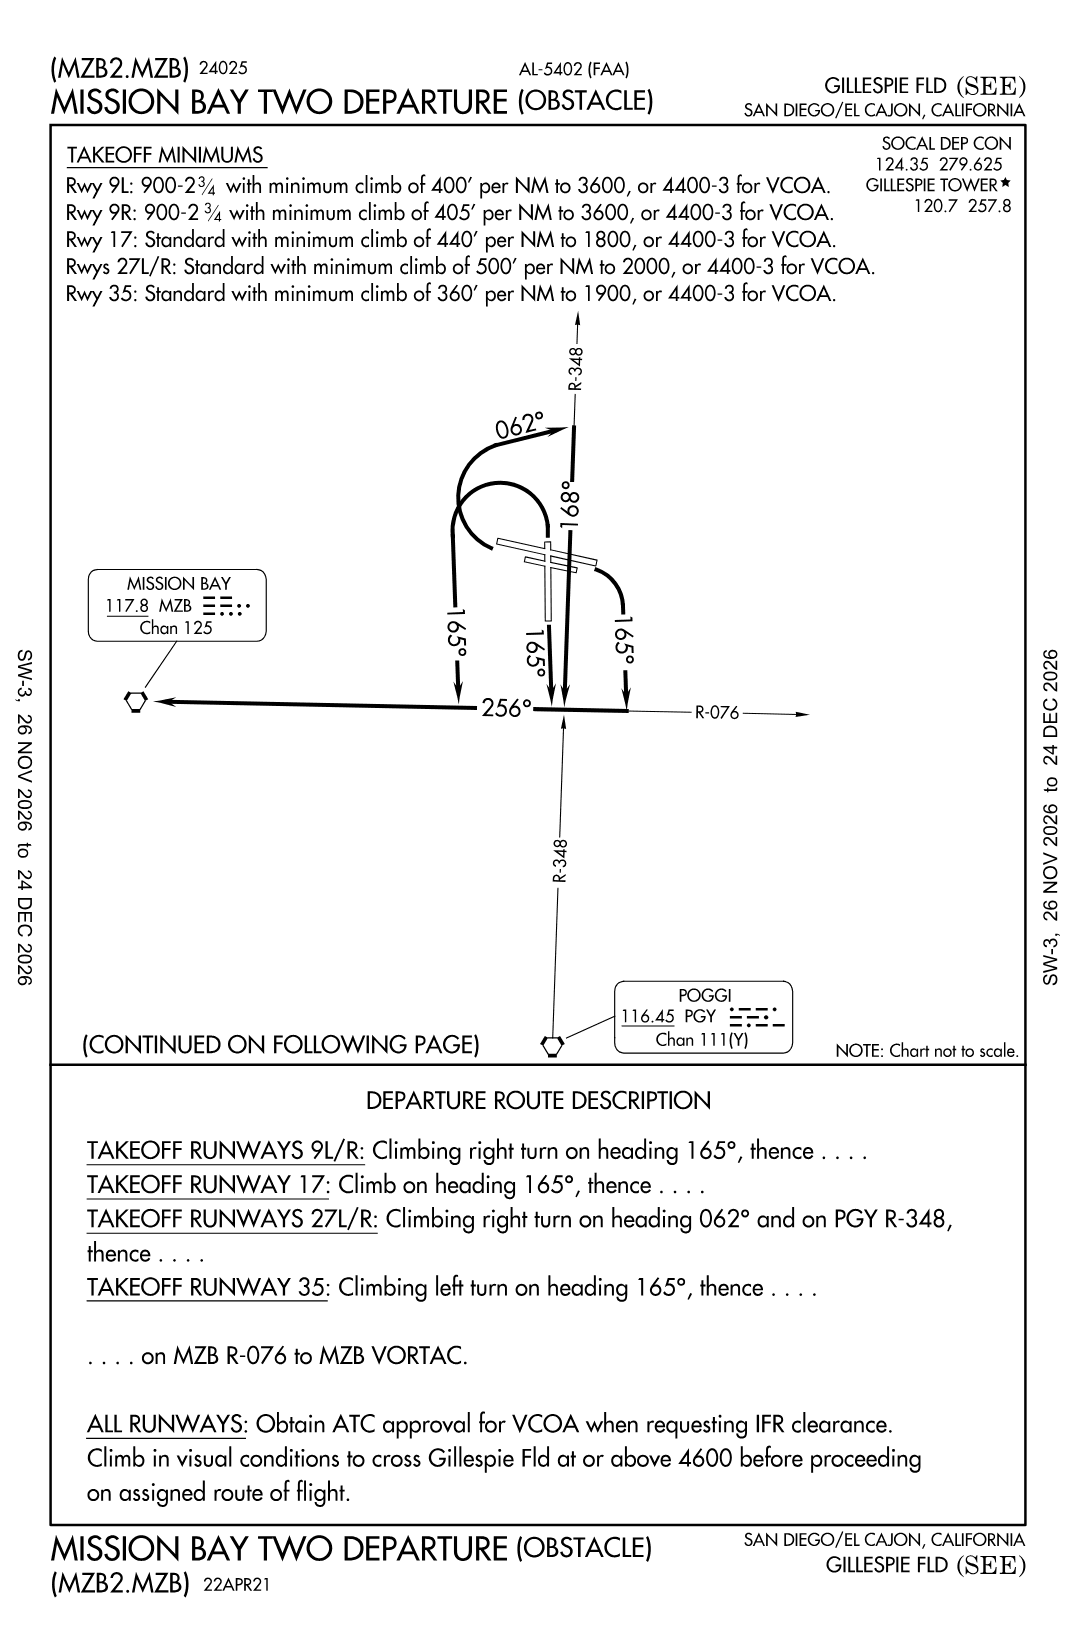 (MZB2.MZB) 24025
AL-5402 (FAA)
MISSION BAY TWO DEPARTURE (OBSTACLE)
GILLESPIE FLD (SEE)
SAN DIEGO/EL CAJON, CALIFORNIA
TAKEOFF MINIMUMS
Rwy 9L: 900-2¾ with minimum climb of 400′ per NM to 3600, or 4400-3 for VCOA.
Rwy 9R: 900-2¾ with minimum climb of 405′ per NM to 3600, or 4400-3 for VCOA.
Rwy 17: Standard with minimum climb of 440′ per NM to 1800, or 4400-3 for VCOA.
Rwys 27L/R: Standard with minimum climb of 500′ per NM to 2000, or 4400-3 for VCOA.
Rwy 35: Standard with minimum climb of 360′ per NM to 1900, or 4400-3 for VCOA.
SOCAL DEP CON
124.35 279.625
GILLESPIE TOWER★
120.7 257.8
R-348
062°
168°
MISSION BAY
117.8 MZB
Chan 125
165°
165°
165°
256°
R-076
R-348
POGGI
116.45 PGY
Chan 111(Y)
(CONTINUED ON FOLLOWING PAGE)
NOTE: Chart not to scale.
SW-3, 26 NOV 2026 to 24 DEC 2026
SW-3, 26 NOV 2026 to 24 DEC 2026
DEPARTURE ROUTE DESCRIPTION
TAKEOFF RUNWAYS 9L/R: Climbing right turn on heading 165°, thence . . . .
TAKEOFF RUNWAY 17: Climb on heading 165°, thence . . . .
TAKEOFF RUNWAYS 27L/R: Climbing right turn on heading 062° and on PGY R-348,
thence . . . .
TAKEOFF RUNWAY 35: Climbing left turn on heading 165°, thence . . . .
. . . . on MZB R-076 to MZB VORTAC.
ALL RUNWAYS: Obtain ATC approval for VCOA when requesting IFR clearance.
Climb in visual conditions to cross Gillespie Fld at or above 4600 before proceeding
on assigned route of flight.
MISSION BAY TWO DEPARTURE (OBSTACLE)
(MZB2.MZB) 22APR21
SAN DIEGO/EL CAJON, CALIFORNIA
GILLESPIE FLD (SEE)